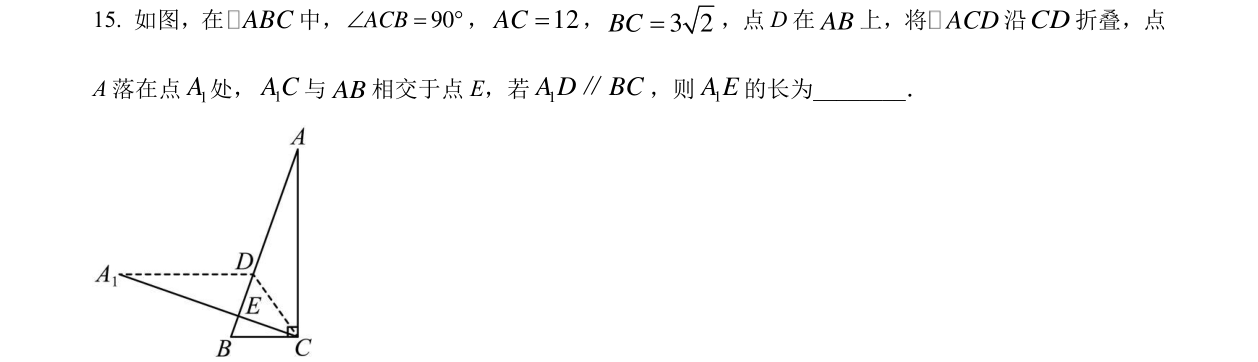 15. 如图，在□ABC中，∠ACB=90°，AC=12，BC=3√2，点D在AB上，将□ACD沿CD折叠，点
A落在点A₁处，A₁C与AB相交于点E，若A₁D∥BC，则A₁E的长为________．
A
A₁
D
E
B
C